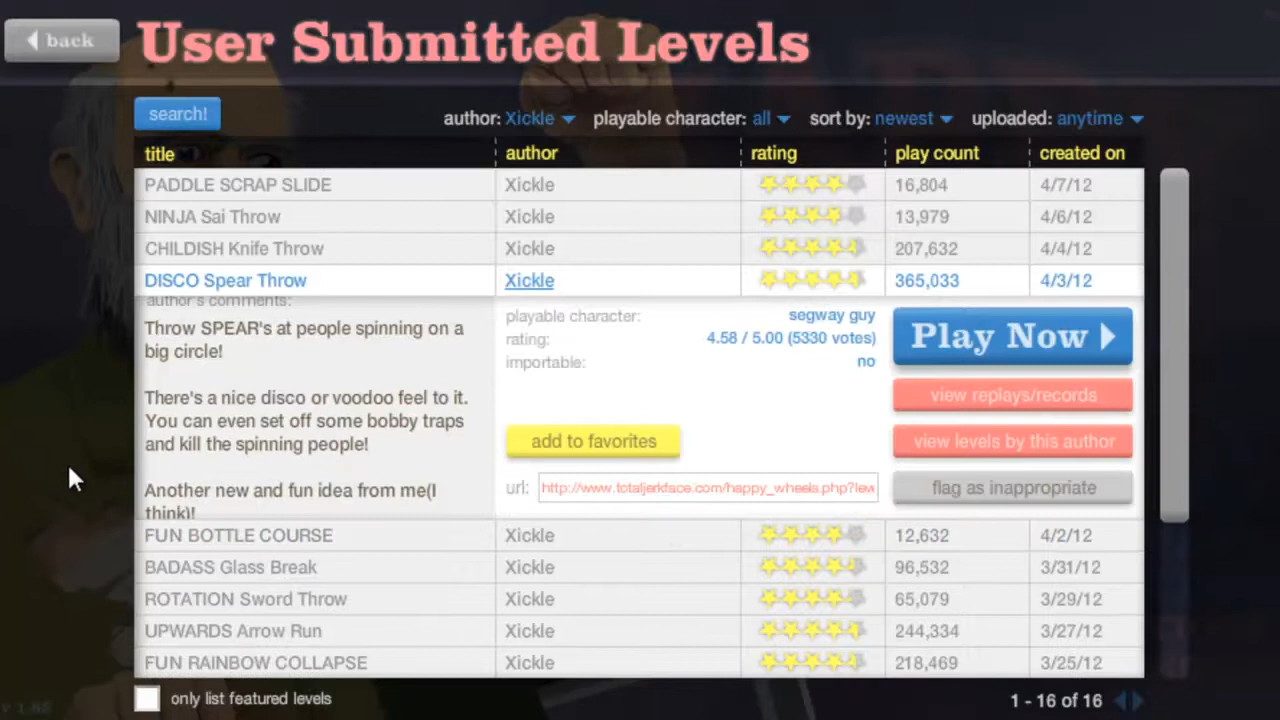 back
User Submitted Levels
search!
author: Xickle playable character: all sort by: newest uploaded: anytime
title author rating play count created on
PADDLE SCRAP SLIDE Xickle 16,804 4/7/12
NINJA Sai Throw Xickle 13,979 4/6/12
CHILDISH Knife Throw Xickle 207,632 4/4/12
DISCO Spear Throw Xickle 365,033 4/3/12
author's comments:
Throw SPEAR's at people spinning on a
big circle!
There's a nice disco or voodoo feel to it.
You can even set off some bobby traps
and kill the spinning people!
Another new and fun idea from me(I
think)!
playable character: segway guy
rating: 4.58 / 5.00 (5330 votes)
importable: no
add to favorites
url: http://www.totaljerkface.com/happy_wheels.php?lev
Play Now
view replays/records
view levels by this author
flag as inappropriate
FUN BOTTLE COURSE Xickle 12,632 4/2/12
BADASS Glass Break Xickle 96,532 3/31/12
ROTATION Sword Throw Xickle 65,079 3/29/12
UPWARDS Arrow Run Xickle 244,334 3/27/12
FUN RAINBOW COLLAPSE Xickle 218,469 3/25/12
only list featured levels
1 - 16 of 16